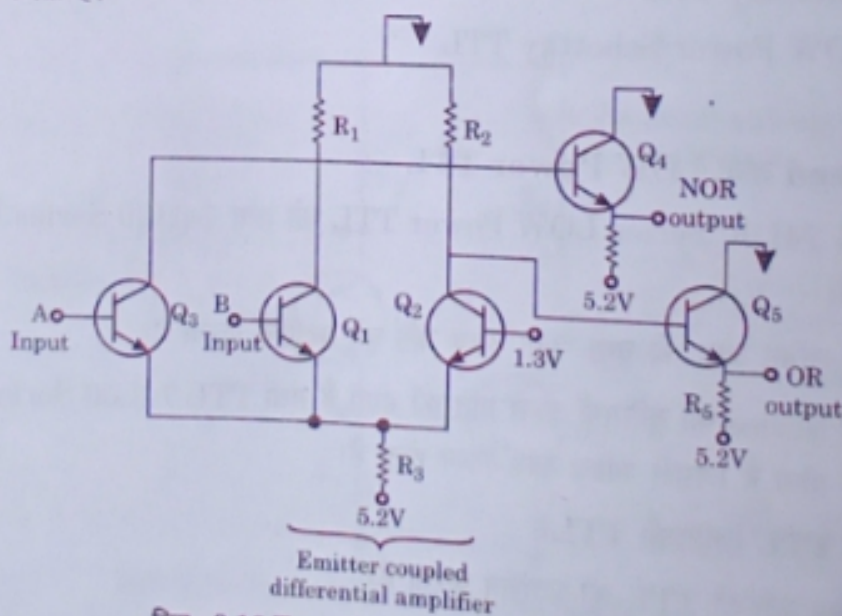 R₁
R₂
Q₄
NOR
output
5.2V
A
Input
Q₃
B
Input
Q₁
Q₂
1.3V
Q₅
OR
output
R₅
5.2V
R₃
5.2V
Emitter coupled
differential amplifier